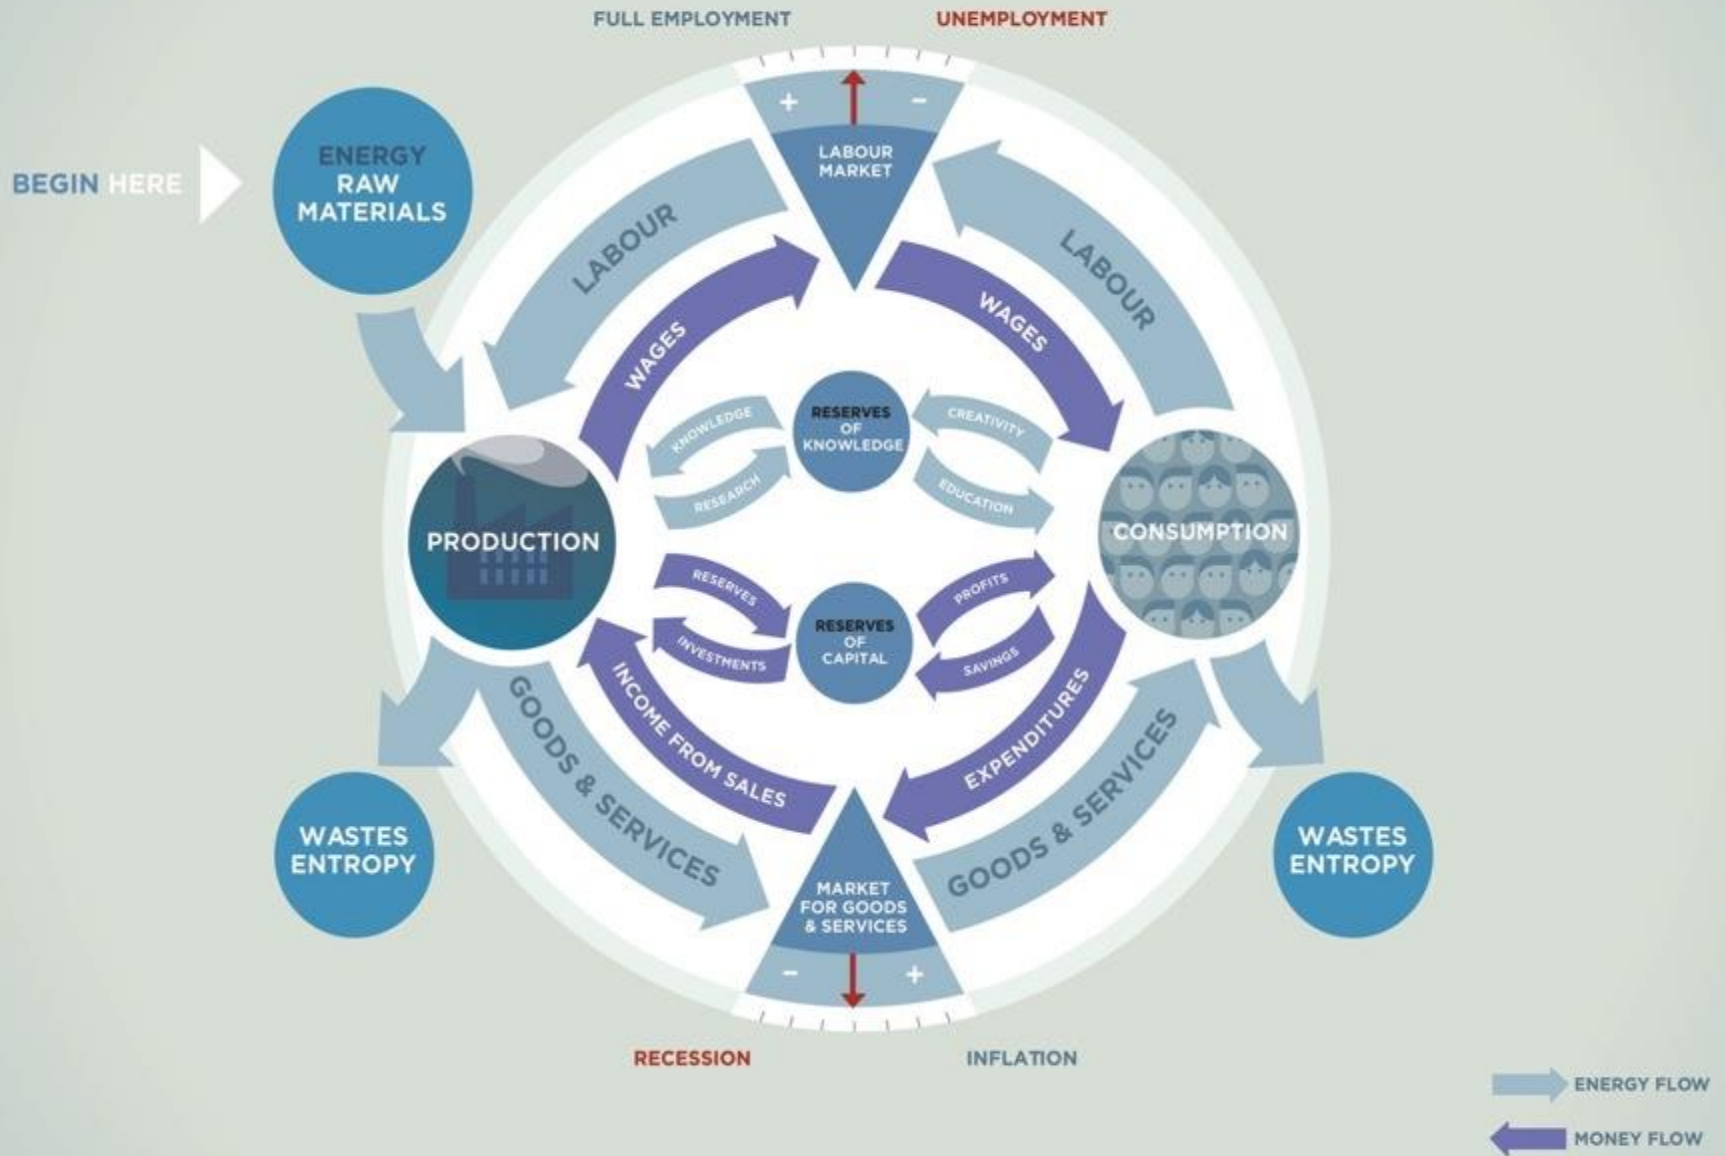 FULL EMPLOYMENT
UNEMPLOYMENT
BEGIN HERE
ENERGY
RAW
MATERIALS
+
-
LABOUR
MARKET
LABOUR
LABOUR
WAGES
WAGES
RESERVES
OF
KNOWLEDGE
KNOWLEDGE
RESEARCH
CREATIVITY
EDUCATION
PRODUCTION
CONSUMPTION
RESERVES
INVESTMENTS
RESERVES
OF
CAPITAL
PROFITS
SAVINGS
INCOME FROM SALES
EXPENDITURES
GOODS & SERVICES
GOODS & SERVICES
WASTES
ENTROPY
MARKET
FOR GOODS
& SERVICES
-
+
WASTES
ENTROPY
RECESSION
INFLATION
ENERGY FLOW
MONEY FLOW